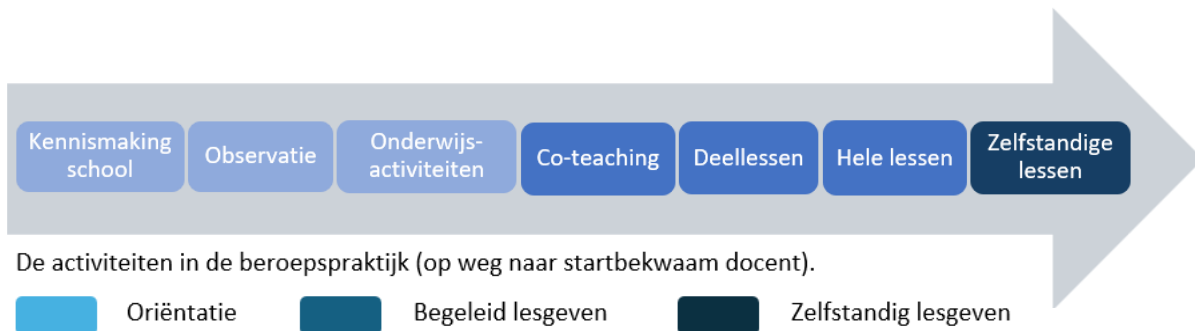 Kennismaking
school
Observatie
Onderwijs-
activiteiten
Co-teaching
Deellessen
Hele lessen
Zelfstandige
lessen
De activiteiten in de beroepspraktijk (op weg naar startbekwaam docent).
Oriëntatie
Begeleid lesgeven
Zelfstandig lesgeven